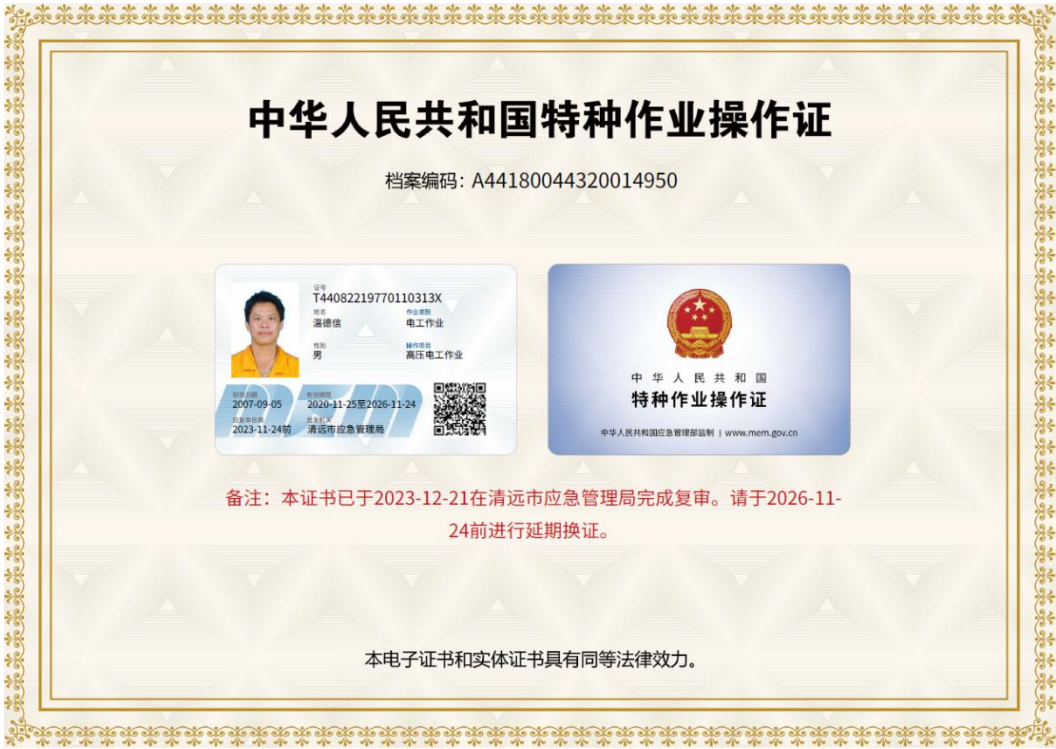 中华人民共和国特种作业操作证
档案编码：A44180044320014950
证号
T44082219770110313X
姓名 作业类别
温德信 电工作业
性别 操作项目
男 高压电工作业
初领日期 有效期限
2007-09-05 2020-11-25至2026-11-24
应复审日期 签发机关
2023-11-24前 清远市应急管理局
中华人民共和国
特种作业操作证
中华人民共和国应急管理部监制 | www.mem.gov.cn
备注：本证书已于2023-12-21在清远市应急管理局完成复审。请于2026-11-
24前进行延期换证。
本电子证书和实体证书具有同等法律效力。